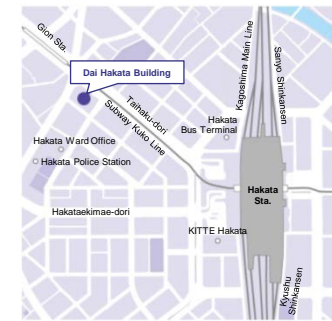 Gion Sta.
Dai Hakata Building
Taihaku-dori
Subway Kuko Line
Kagoshima Main Line
Sanyo Shinkansen
Hakata
Bus Terminal
Hakata Ward Office
Hakata Police Station
Hakata
Sta.
Hakataekimae-dori
KITTE Hakata
Kyushu
Shinkansen